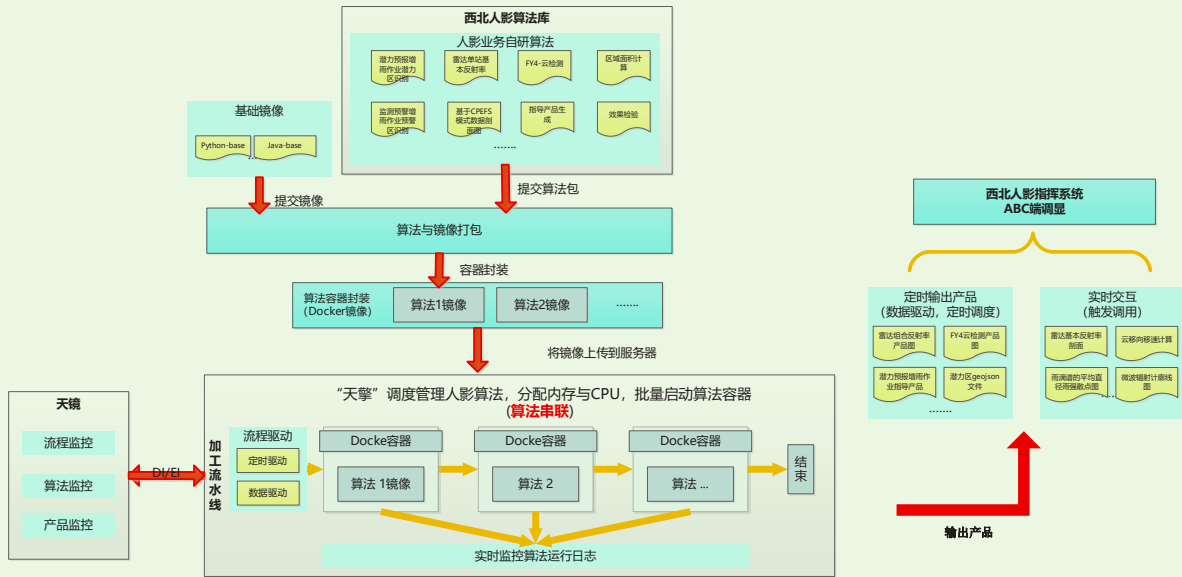 西北人影算法库
人影业务自研算法
潜力预报增
雨作业潜力
区识别
雷达单站基
本反射率
FY4-云检测
区域面积计
算
监测预警增
雨作业预警
区识别
基于CPEFS
模式数据剖
面图
指导产品生
成
效果检验
.......
基础镜像
Python-base
Java-base
提交镜像
提交算法包
算法与镜像打包
容器封装
算法容器封装
(Docker镜像)
算法1镜像
算法2镜像
.......
将镜像上传到服务器
“天擎”调度管理人影算法，分配内存与CPU，批量启动算法容器
(算法串联)
天镜
流程监控
算法监控
产品监控
DI/EI
加工流水线
流程驱动
定时驱动
数据驱动
Docke容器
算法 1镜像
Docke容器
算法 2
Docke容器
算法 ...
结束
实时监控算法运行日志
西北人影指挥系统
ABC端调显
定时输出产品
（数据驱动，定时调度）
雷达组合反射率
产品图
FY4云检测产品
图
潜力预报增雨作
业指导产品
潜力区geojson
文件
.......
实时交互
（触发调用）
雷达基本反射率
剖面
云移向移速计算
雨滴谱的平均直
径雨强散点图
微波辐射计廓线
图
输出产品